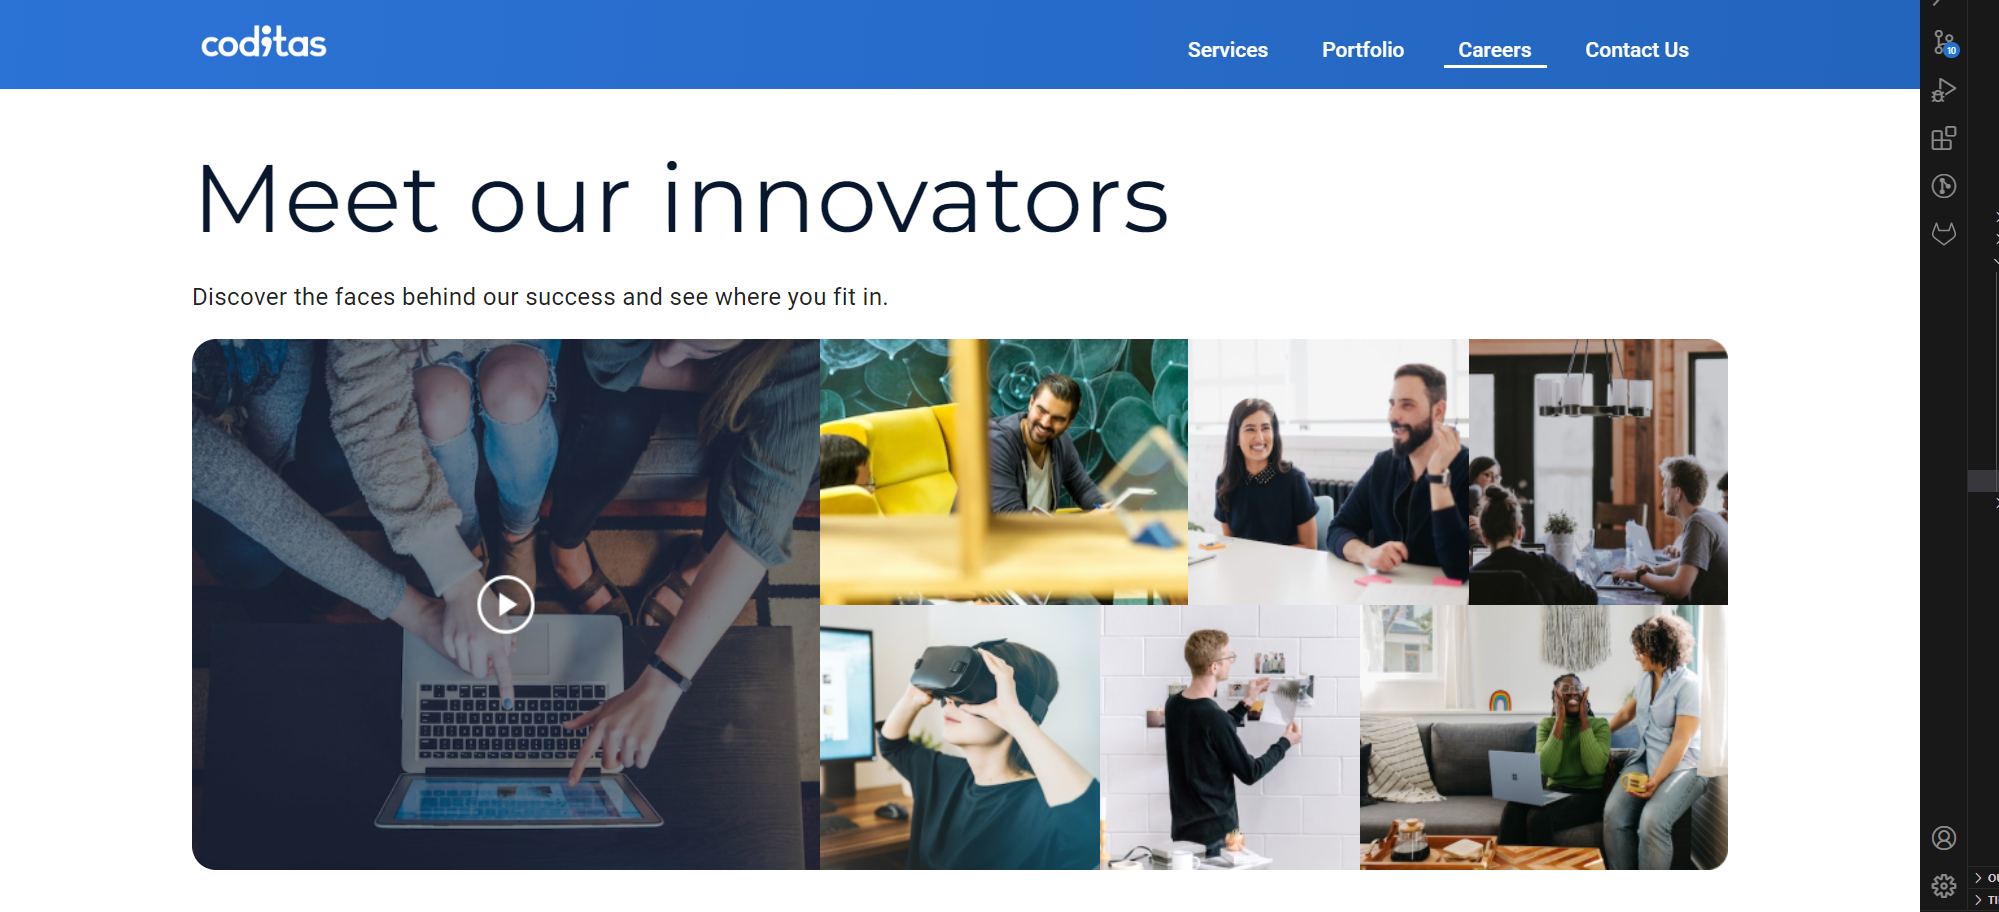 coditas
Services
Portfolio
Careers
Contact Us
10
Meet our innovators
Discover the faces behind our success and see where you fit in.